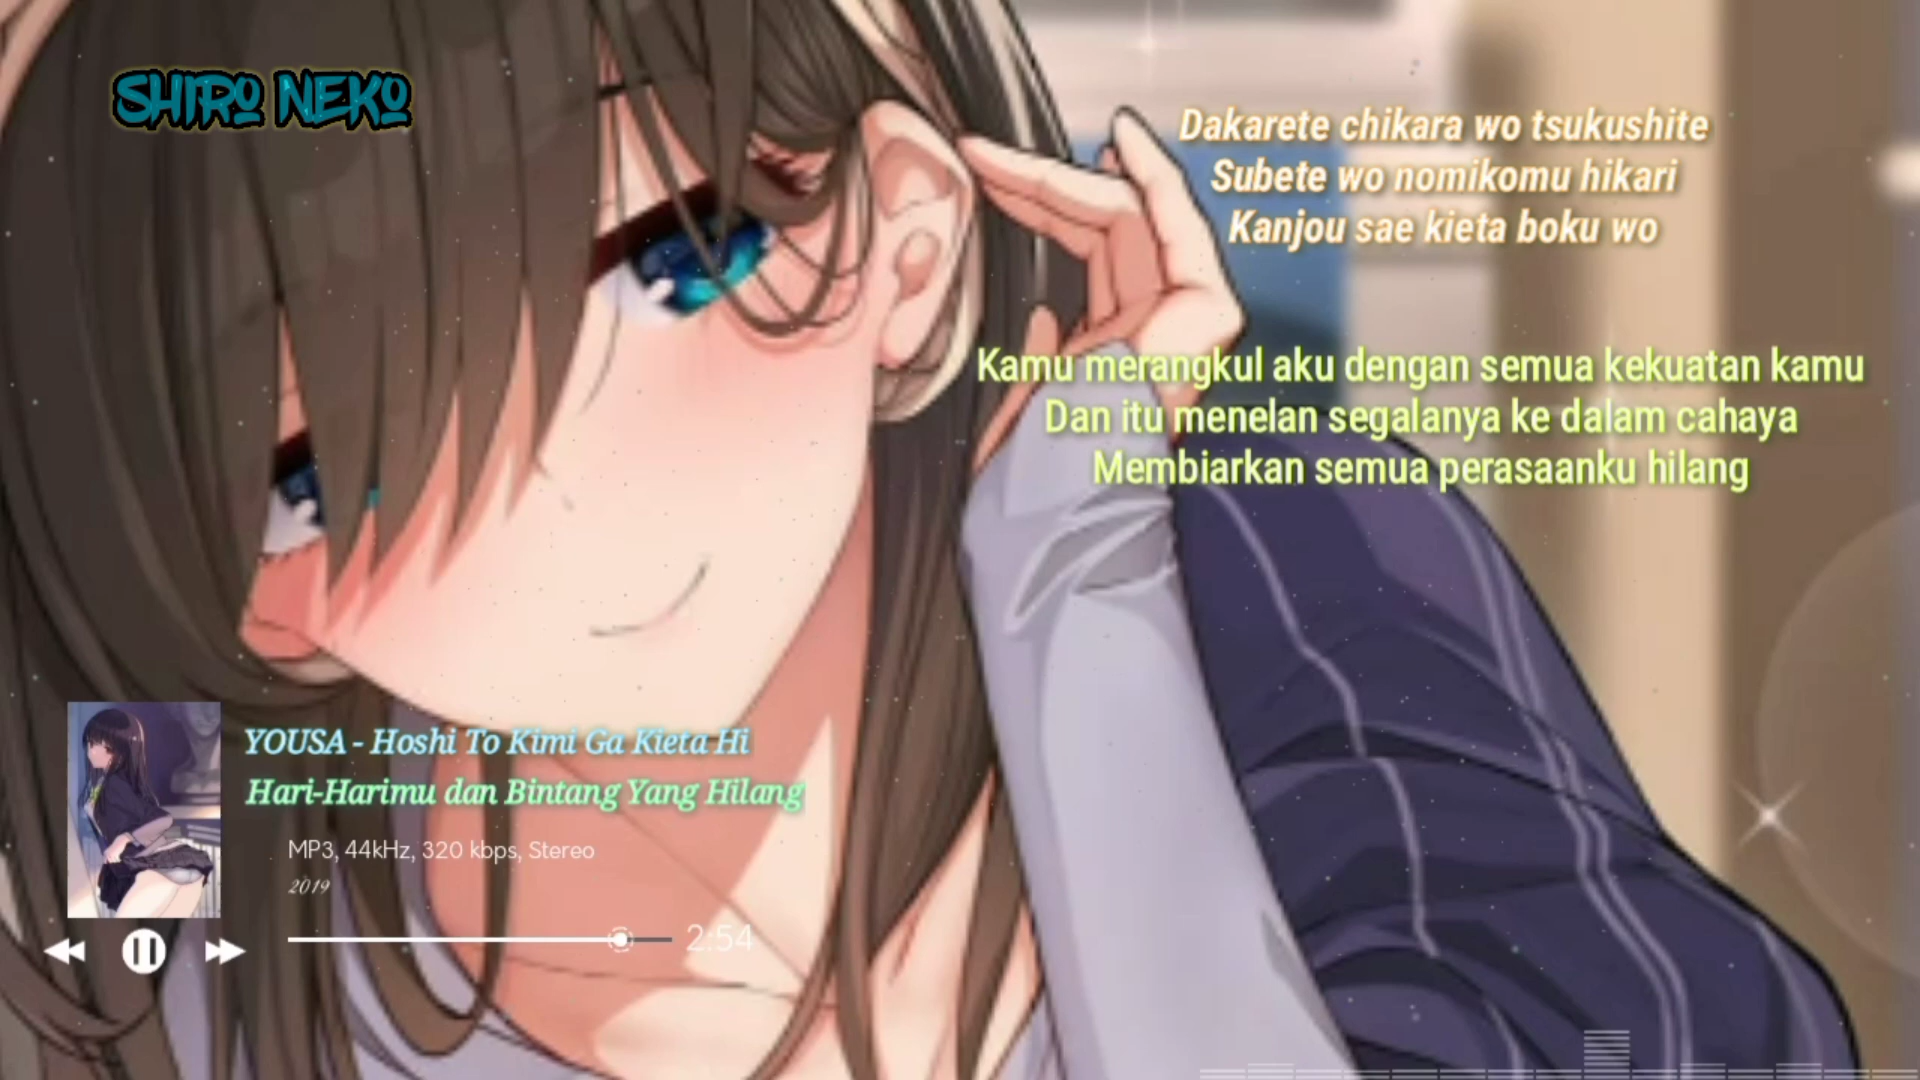 SHIRO NEKO
Dakarete chikara wo tsukushite
Subete wo nomikomu hikari
Kanjou sae kieta boku wo
Kamu merangkul aku dengan semua kekuatan kamu
Dan itu menelan segalanya ke dalam cahaya
Membiarkan semua perasaanku hilang
YOUSA - Hoshi To Kimi Ga Kieta Hi
Hari-Harimu dan Bintang Yang Hilang
MP3, 44kHz, 320 kbps, Stereo
2019
2:54